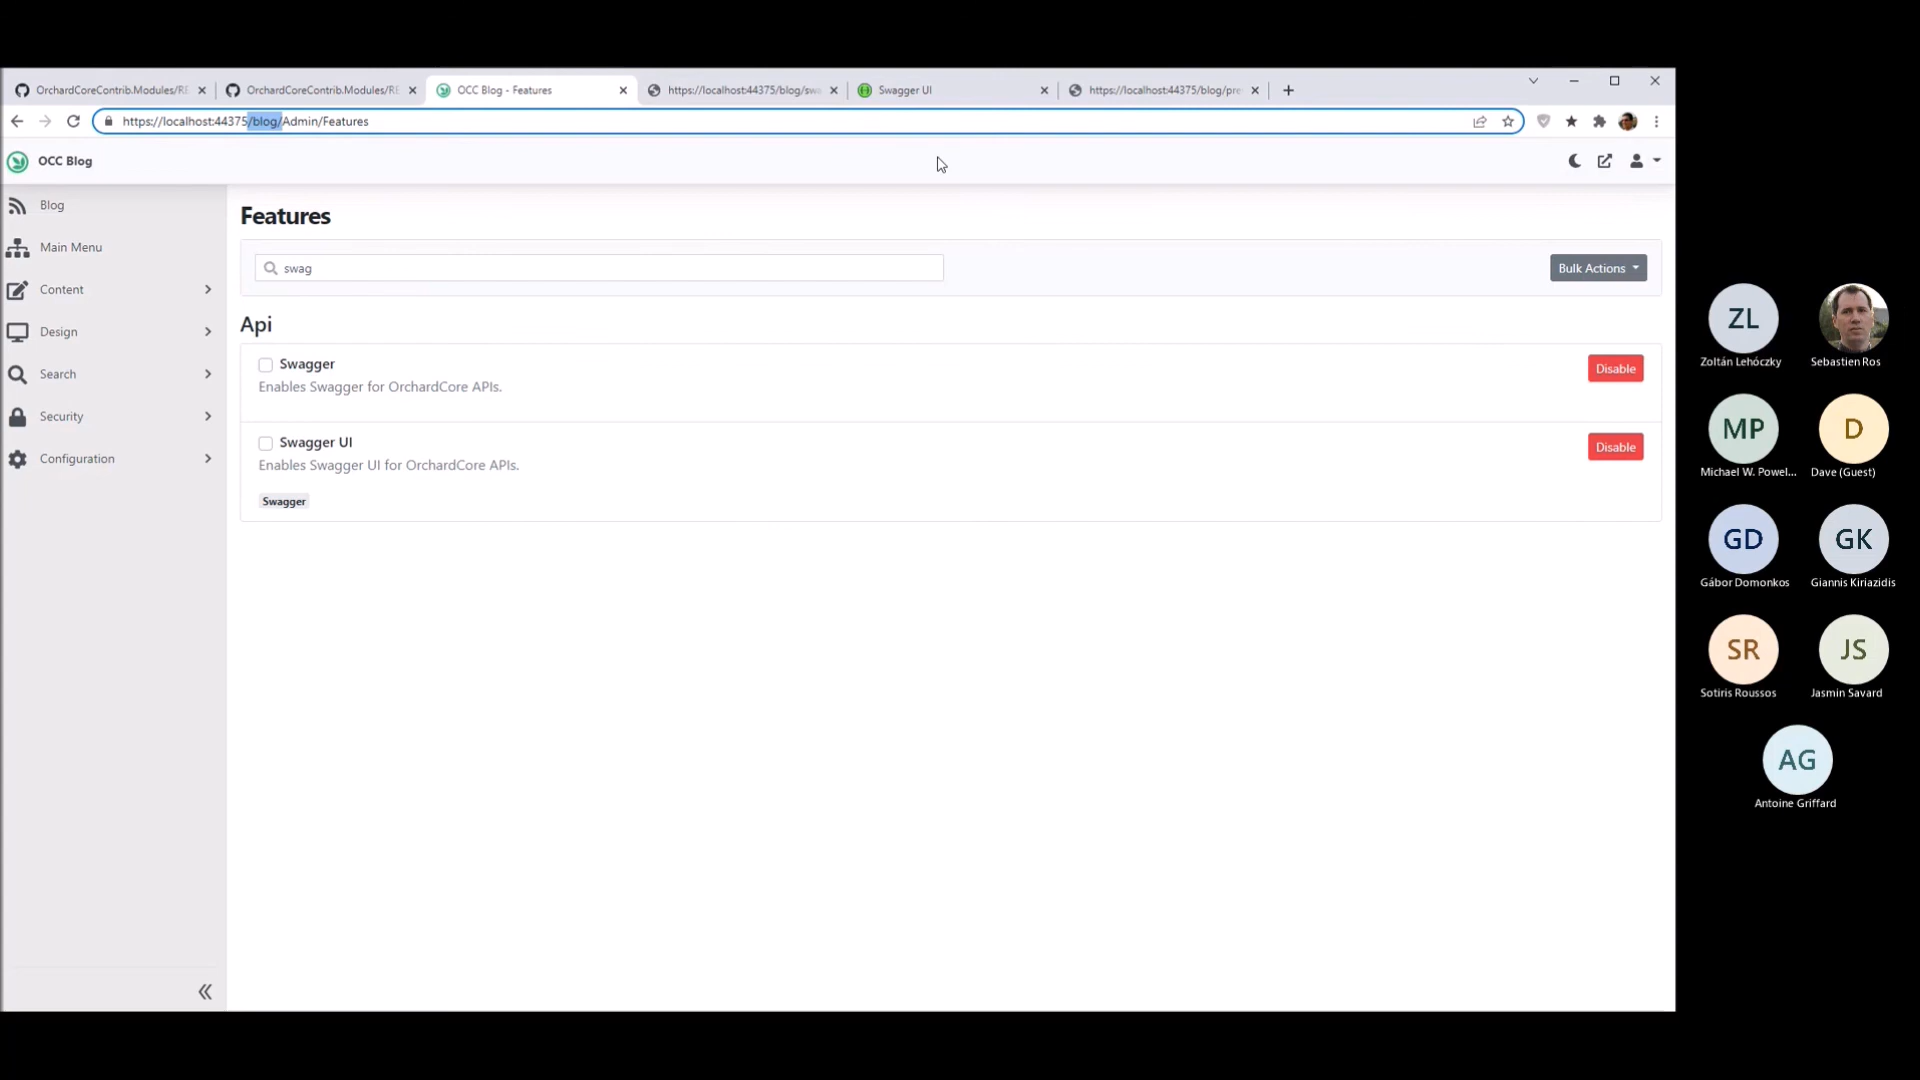 OrchardCoreContrib.Modules/RE
OrchardCoreContrib.Modules/RE
OCC Blog - Features
https://localhost:44375/blog/swa
Swagger UI
https://localhost:44375/blog/pre
https://localhost:44375/blog/Admin/Features
OCC Blog
Blog
Main Menu
Content
Design
Search
Security
Configuration
Features
swag
Bulk Actions
Api
Swagger
Enables Swagger for OrchardCore APIs.
Disable
Swagger UI
Enables Swagger UI for OrchardCore APIs.
Disable
Swagger
ZL
Zoltán Lehóczky
Sebastien Ros
MP
Michael W. Powel...
D
Dave (Guest)
GD
Gábor Domonkos
GK
Giannis Kiriazidis
SR
Sotiris Roussos
JS
Jasmin Savard
AG
Antoine Griffard